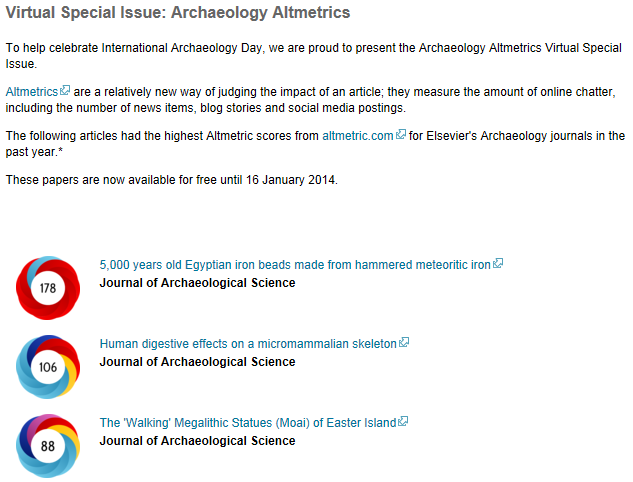 Virtual Special Issue: Archaeology Altmetrics
To help celebrate International Archaeology Day, we are proud to present the Archaeology Altmetrics Virtual Special
Issue.
Altmetrics are a relatively new way of judging the impact of an article; they measure the amount of online chatter,
including the number of news items, blog stories and social media postings.
The following articles had the highest Altmetric scores from altmetric.com for Elsevier's Archaeology journals in the
past year.*
These papers are now available for free until 16 January 2014.
178
5,000 years old Egyptian iron beads made from hammered meteoritic iron
Journal of Archaeological Science
106
Human digestive effects on a micromammalian skeleton
Journal of Archaeological Science
88
The 'Walking' Megalithic Statues (Moai) of Easter Island
Journal of Archaeological Science